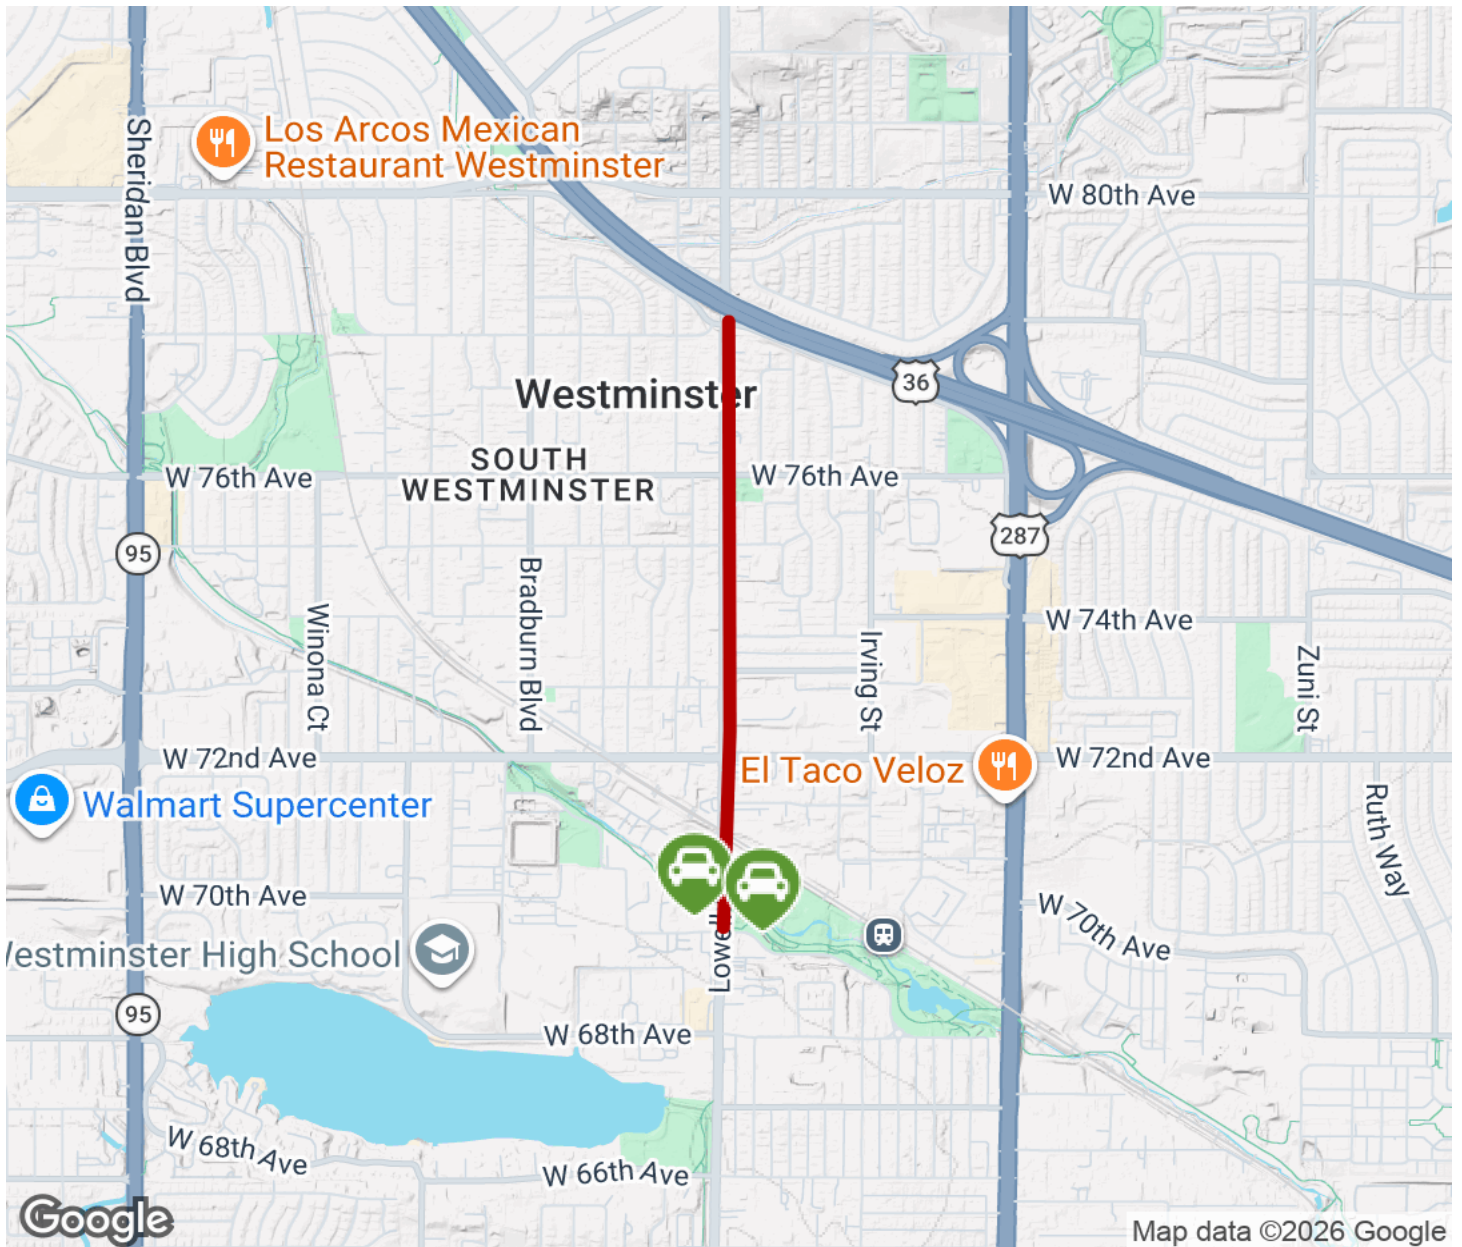 Los Arcos Mexican
Restaurant Westminster
Sheridan Blvd
W 80th Ave
36
Westminster
SOUTH
WESTMINSTER
W 76th Ave
W 76th Ave
287
95
Bradburn Blvd
Winona Ct
W 74th Ave
Irving St
Zuni St
W 72nd Ave
El Taco Veloz
W 72nd Ave
Walmart Supercenter
Ruth Way
W 70th Ave
W 70th Ave
Westminster High School
Lowell
95
W 68th Ave
W 68th Ave
W 66th Ave
Google
Map data ©2026 Google